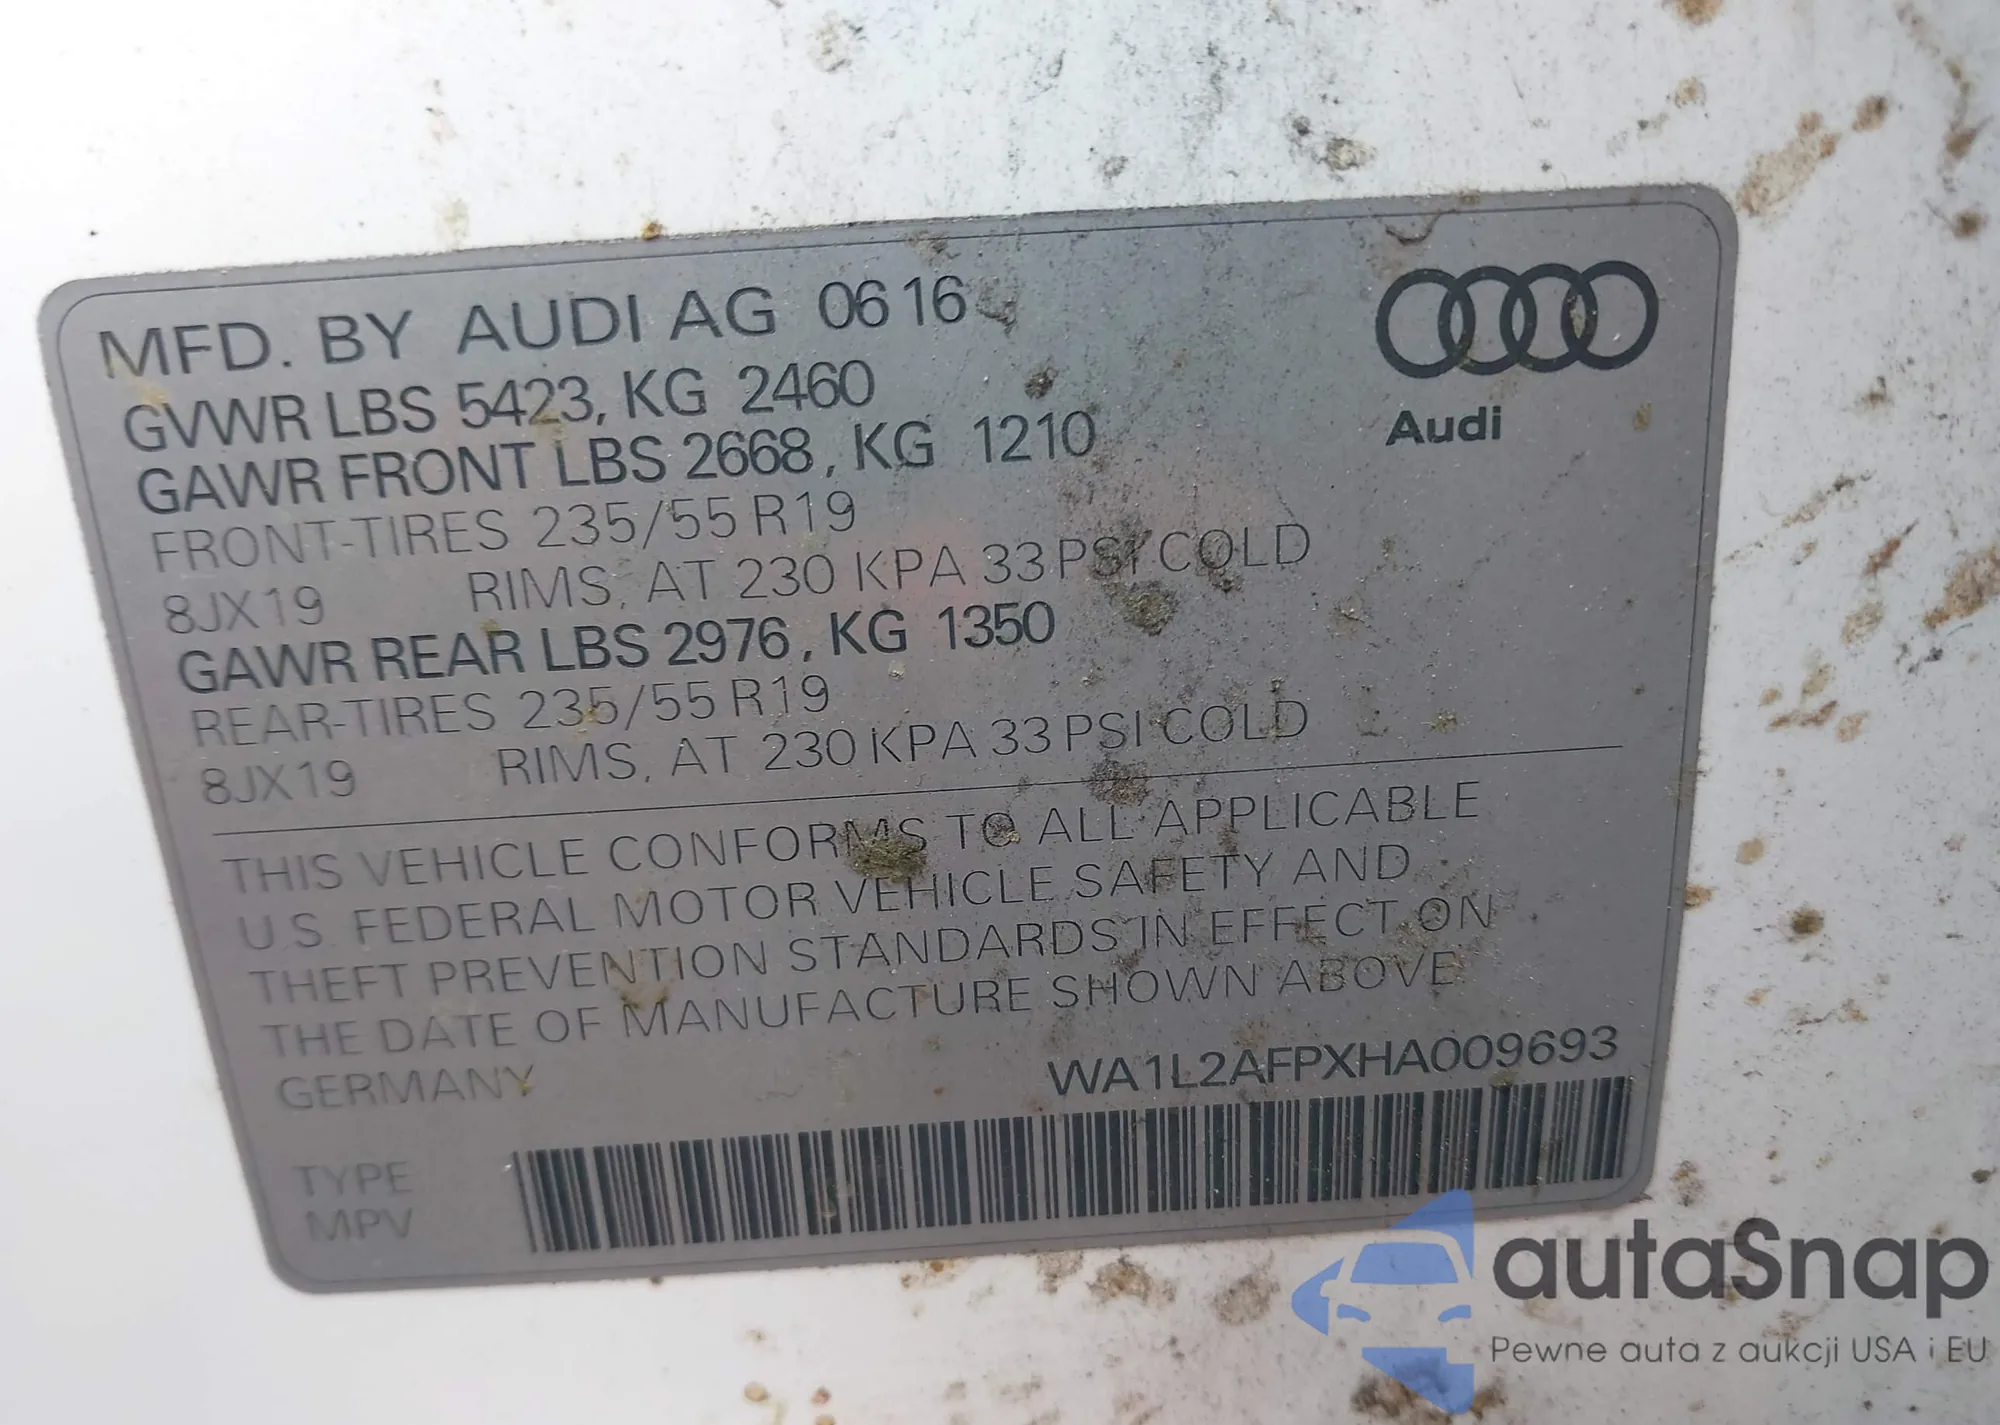 MFD. BY AUDI AG 06 16
GVWR LBS 5423, KG 2460
GAWR FRONT LBS 2668, KG 1210
FRONT-TIRES 235/55 R19
8JX19 RIMS, AT 230 KPA 33 PSI COLD
GAWR REAR LBS 2976, KG 1350
REAR-TIRES 235/55 R19
8JX19 RIMS, AT 230 KPA 33 PSI COLD
Audi
THIS VEHICLE CONFORMS TO ALL APPLICABLE
U.S. FEDERAL MOTOR VEHICLE SAFETY AND
THEFT PREVENTION STANDARDS IN EFFECT ON
THE DATE OF MANUFACTURE SHOWN ABOVE
GERMANY WA1L2AFPXHA009693
TYPE
MPV
autaSnap
Pewne auta z aukcji USA i EU